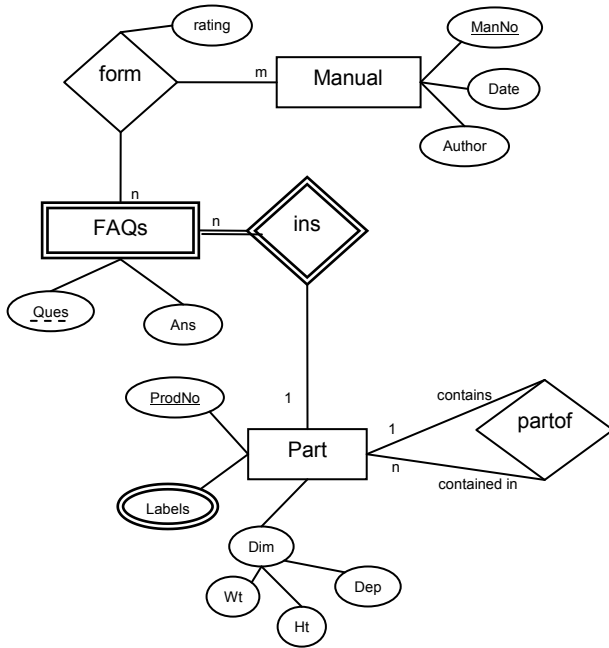 rating
ManNo
form
m
Manual
Date
Author
n
FAQs
n
ins
Ques
Ans
ProdNo
1
contains
1
Part
partof
n
contained in
Labels
Dim
Wt
Dep
Ht